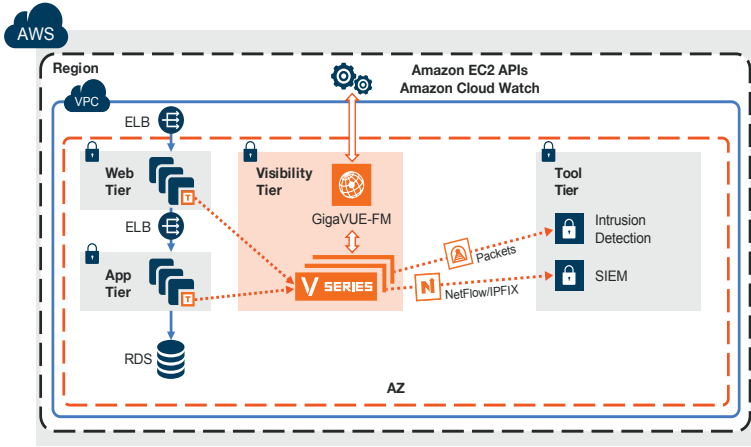 AWS
Region
Amazon EC2 APIs
Amazon Cloud Watch
VPC
ELB
Web
Tier
T
ELB
App
Tier
T
RDS
Visibility
Tier
GigaVUE-FM
V SERIES
Packets
N
NetFlow/IPFIX
Tool
Tier
Intrusion
Detection
SIEM
AZ